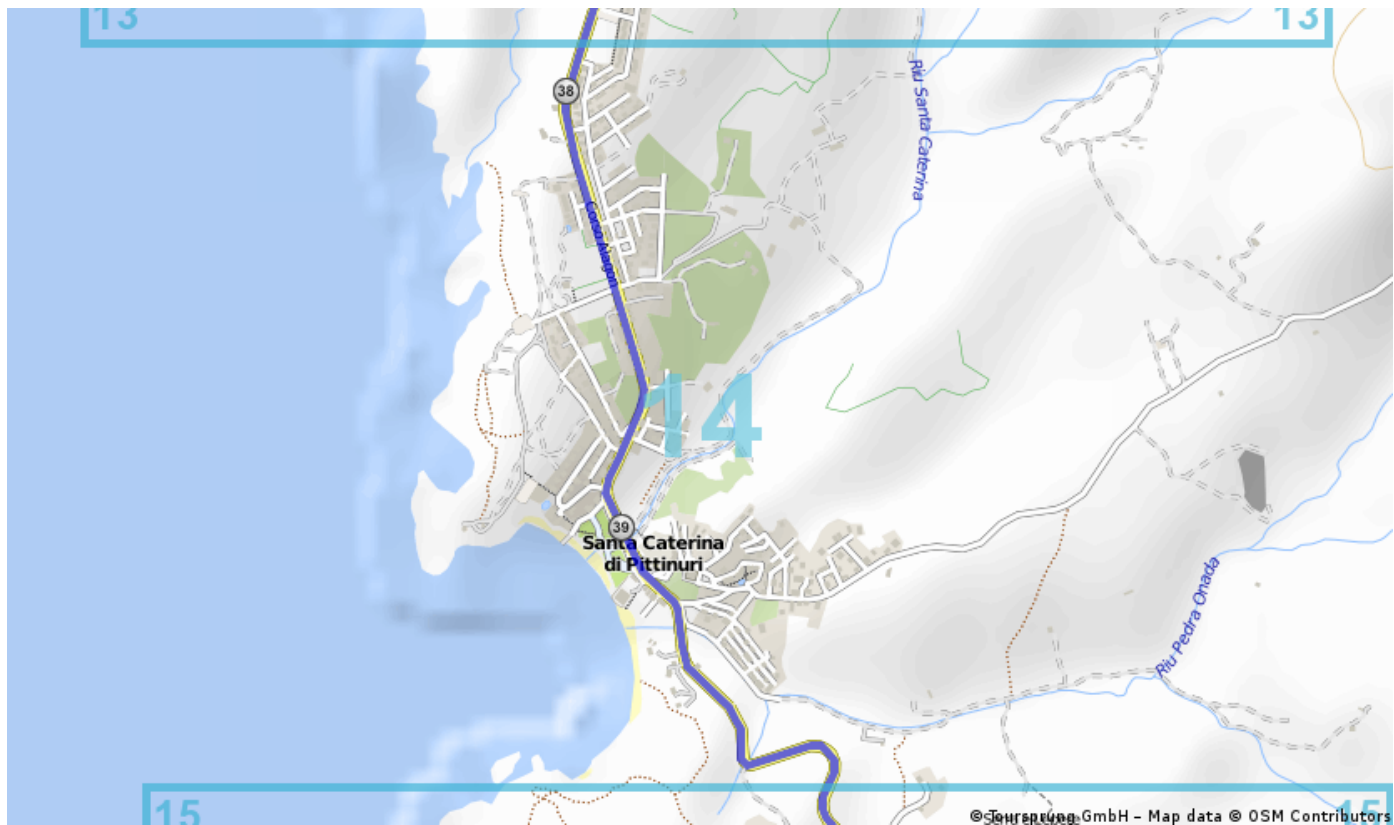 13
13
38
Riu Santa Caterina
Corso Alagon
14
39
Santa Caterina
di Pittinuri
Riu Pedra Onada
15
15
© Toursprung GmbH – Map data © OSM Contributors